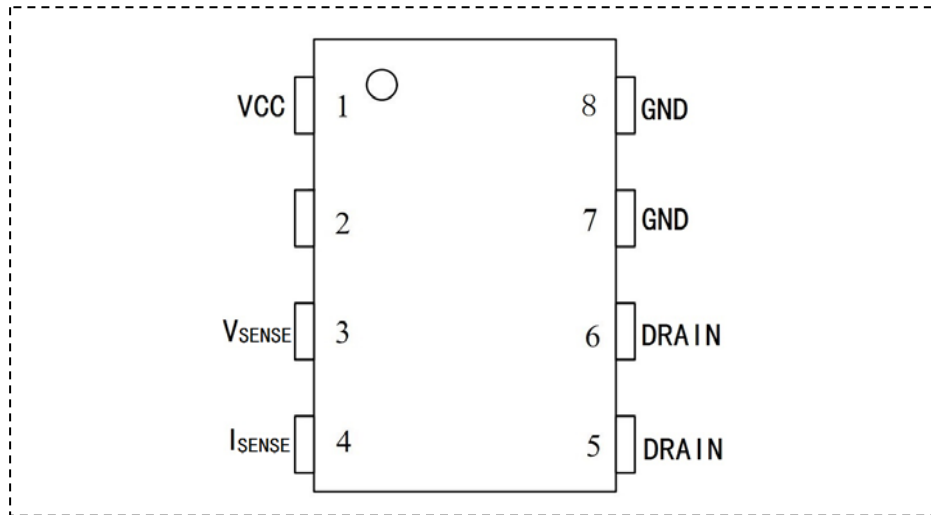 VCC 1 8 GND
2 7 GND
VSENSE 3 6 DRAIN
ISENSE 4 5 DRAIN